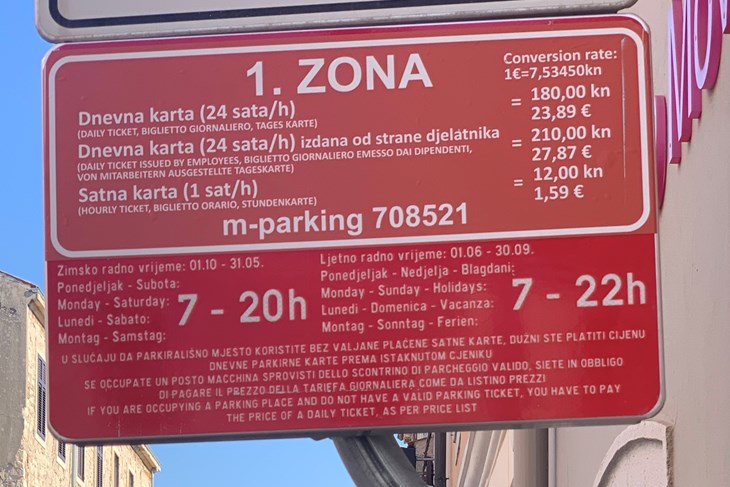 1. ZONA
Conversion rate:
1€=7,53450kn
Dnevna karta (24 sata/h)
(DAILY TICKET, BIGLIETTO GIORNALIERO, TAGES KARTE)
= 180,00 kn
23,89 €
Dnevna karta (24 sata/h) izdana od strane djelatnika
(DAILY TICKET ISSUED BY EMPLOYEES, BIGLIETTO GIORNALIERO EMESSO DAI DIPENDENTI,
VON MITARBEITERN AUSGESTELLTE TAGESKARTE)
= 210,00 kn
27,87 €
Satna karta (1 sat/h)
(HOURLY TICKET, BIGLIETTO ORARIO, STUNDENKARTE)
= 12,00 kn
1,59 €
m-parking 708521
Zimsko radno vrijeme: 01.10 - 31.05.
Ponedjeljak - Subota:
Monday - Saturday:
Lunedi - Sabato:
Montag - Samstag:
7 - 20h
Ljetno radno vrijeme: 01.06 - 30.09.
Ponedjeljak - Nedjelja - Blagdani:
Monday - Sunday - Holidays:
Lunedi - Domenica - Vacanza:
Montag - Sonntag - Ferien:
7 - 22h
U SLUČAJU DA PARKIRALIŠNO MJESTO KORISTITE BEZ VALJANE PLAĆENE SATNE KARTE, DUŽNI STE PLATITI CIJENU
DNEVNE PARKIRNE KARTE PREMA ISTAKNUTOM CJENIKU
SE OCCUPATE UN POSTO MACCHINA SPROVISTI DELLO SCONTRINO DI PARCHEGGIO VALIDO, SIETE IN OBBLIGO
DI PAGARE IL PREZZO DELLA TARIEFA GIORNALIERA COME DA LISTINO PREZZI
IF YOU ARE OCCUPYING A PARKING PLACE AND DO NOT HAVE A VALID PARKING TICKET, YOU HAVE TO PAY
THE PRICE OF A DAILY TICKET, AS PER PRICE LIST